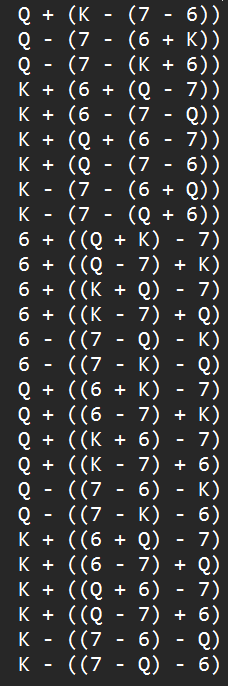 Q + (K - (7 - 6))
Q - (7 - (6 + K))
Q - (7 - (K + 6))
K + (6 + (Q - 7))
K + (6 - (7 - Q))
K + (Q + (6 - 7))
K + (Q - (7 - 6))
K - (7 - (6 + Q))
K - (7 - (Q + 6))
6 + ((Q + K) - 7)
6 + ((Q - 7) + K)
6 + ((K + Q) - 7)
6 + ((K - 7) + Q)
6 - ((7 - Q) - K)
6 - ((7 - K) - Q)
Q + ((6 + K) - 7)
Q + ((6 - 7) + K)
Q + ((K + 6) - 7)
Q + ((K - 7) + 6)
Q - ((7 - 6) - K)
Q - ((7 - K) - 6)
K + ((6 + Q) - 7)
K + ((6 - 7) + Q)
K + ((Q + 6) - 7)
K + ((Q - 7) + 6)
K - ((7 - 6) - Q)
K - ((7 - Q) - 6)